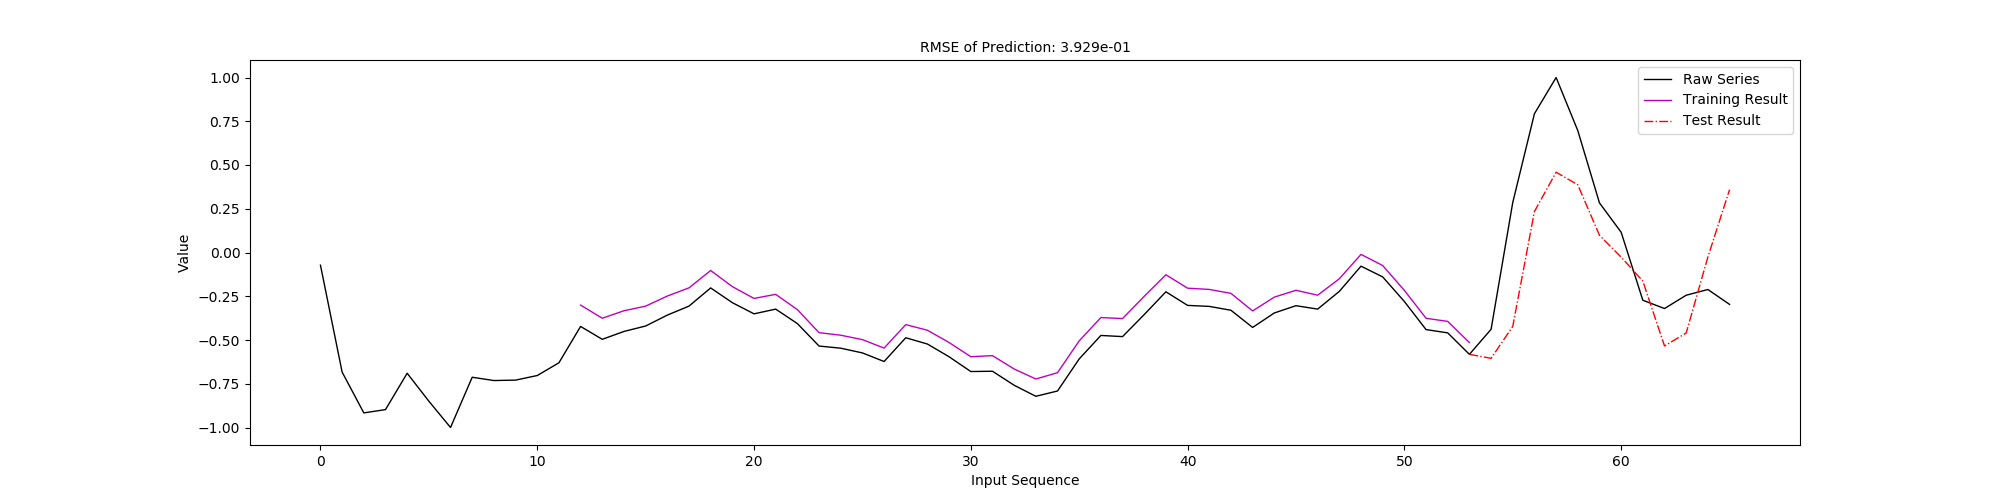 RMSE of Prediction: 3.929e-01
1.00
0.75
0.50
0.25
0.00
−0.25
−0.50
−0.75
−1.00
Value
Raw Series
Training Result
Test Result
0 10 20 30 40 50 60
Input Sequence